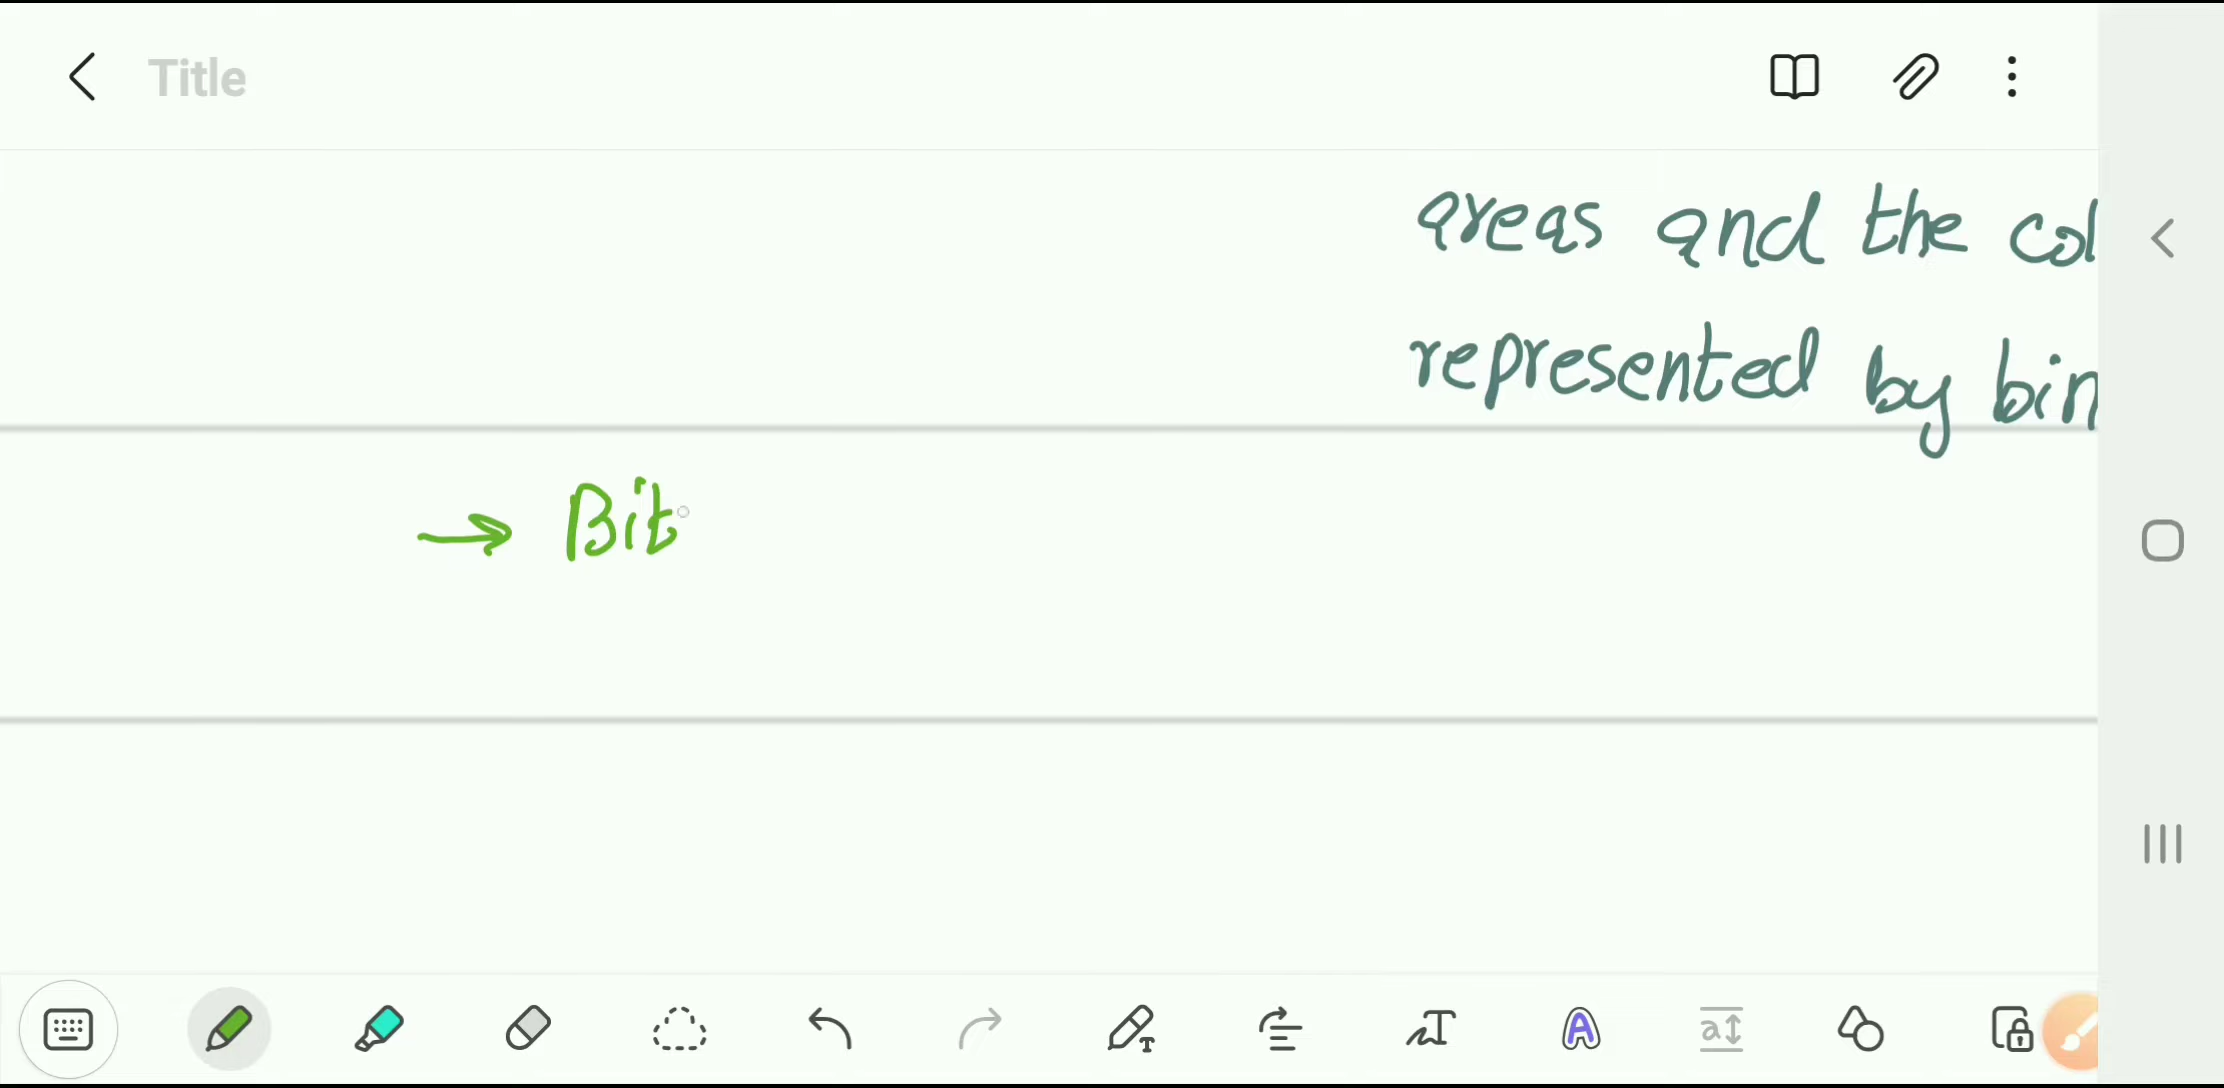 Title
areas and the col
represented by bin
→ Bit